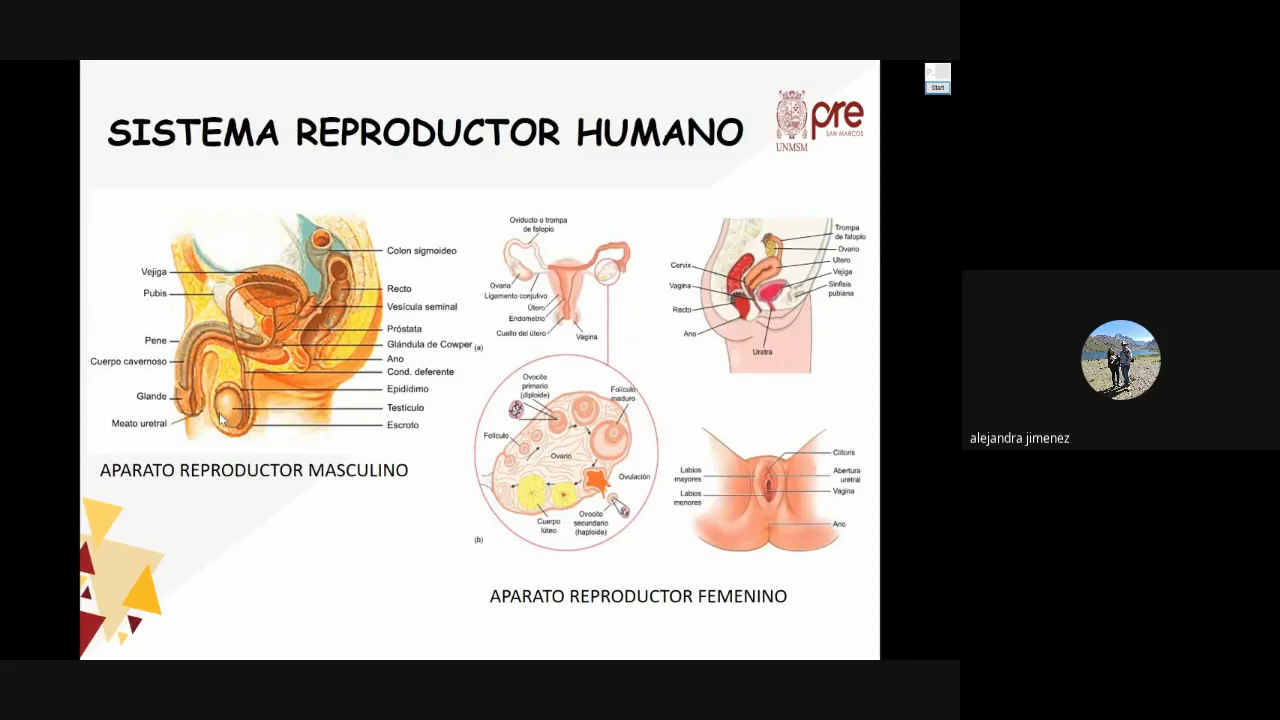 SISTEMA REPRODUCTOR HUMANO
pre
SAN MARCOS
UNMSM
Start
Colon sigmoideo
Vejiga
Recto
Pubis
Vesícula seminal
Próstata
Pene
Glándula de Cowper
Cuerpo cavernoso
Ano
Cond. deferente
Epidídimo
Glande
Testículo
Meato uretral
Escroto
APARATO REPRODUCTOR MASCULINO
Oviducto o trompa
de falopio
Ovario
Ligamento conjutivo
Útero
Endometrio
Cuello del útero
Vagina
(a)
Ovocito
primario
(diploide)
Folículo
maduro
Folículo
Ovario
Ovulación
Cuerpo
lúteo
Ovocito
secundario
(haploide)
(b)
Trompa
de falopio
Ovario
Cervix
Utero
Vagina
Vejiga
Sínfisis
pubiana
Recto
Ano
Uretra
Clítoris
Labios
mayores
Abertura
uretral
Labios
menores
Vagina
Ano
APARATO REPRODUCTOR FEMENINO
alejandra jimenez